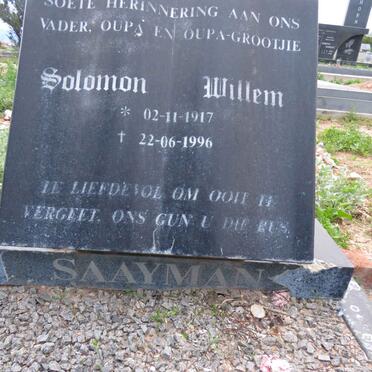 SOETE HERINNERING AAN ONS
VADER, OUPA EN OUPA-GROOTJIE
Solomon Willem
* 02-11-1917
† 22-06-1996
TE LIEFDEVOL OM OOIT TE
VERGEET, ONS GUN U DIE RUS
SAAYMAN